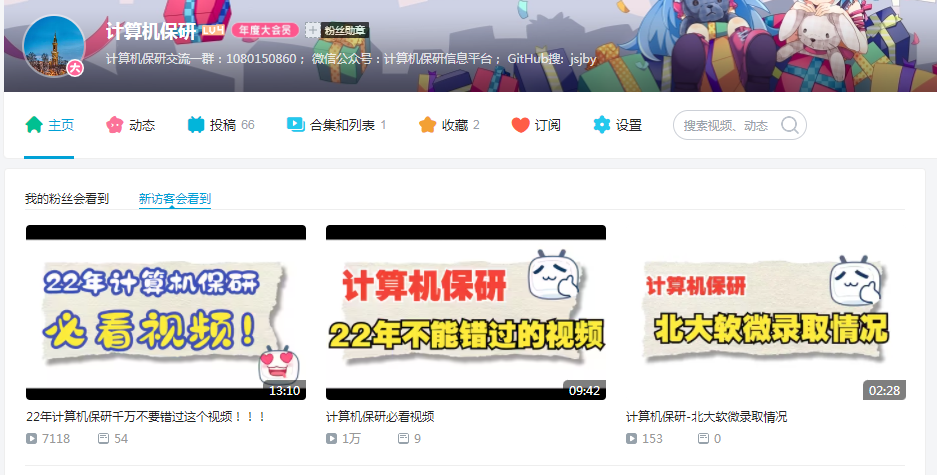 计算机保研 LV4 年度大会员 粉丝勋章
大
计算机保研交流一群：1080150860； 微信公众号：计算机保研信息平台； GitHub搜: jsjby
主页 动态 投稿 66 合集和列表 1 收藏 2 订阅 设置 搜索视频、动态
我的粉丝会看到 新访客会看到
22年计算机保研
必看视频！
13:10
计算机保研
22年不能错过的视频
09:42
计算机保研
北大软微录取情况
02:28
22年计算机保研千万不要错过这个视频！！！
7118 54
计算机保研必看视频
1万 9
计算机保研-北大软微录取情况
153 0